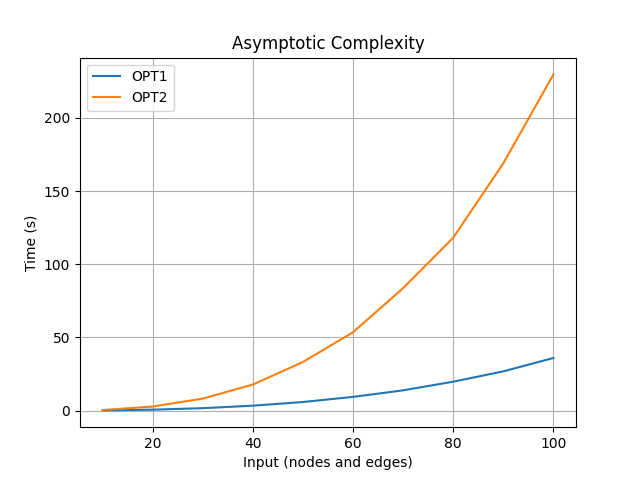 Asymptotic Complexity
OPT1
OPT2
Time (s)
200
150
100
50
0
20 40 60 80 100
Input (nodes and edges)